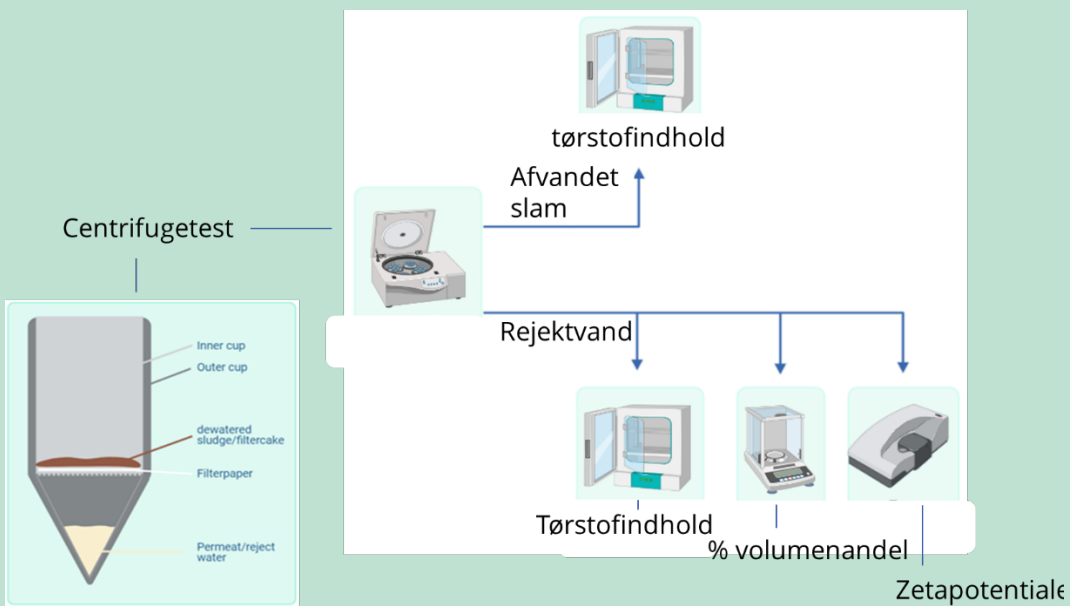 tørstofindhold
Afvandet
slam
Centrifugetest
Rejektvand
Inner cup
Outer cup
dewatered
sludge/filtercake
Filterpaper
Permeat/reject
water
Tørstofindhold
% volumenandel
Zetapotentiale